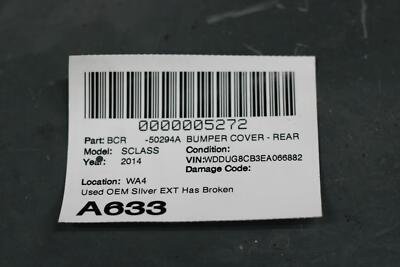 0000005272
Part: BCR -50294A BUMPER COVER - REAR
Model: SCLASS Condition:
Year: 2014 VIN:WDDUG8CB3EA066882
Damage Code:
Location: WA4
Used OEM Silver EXT Has Broken
A633